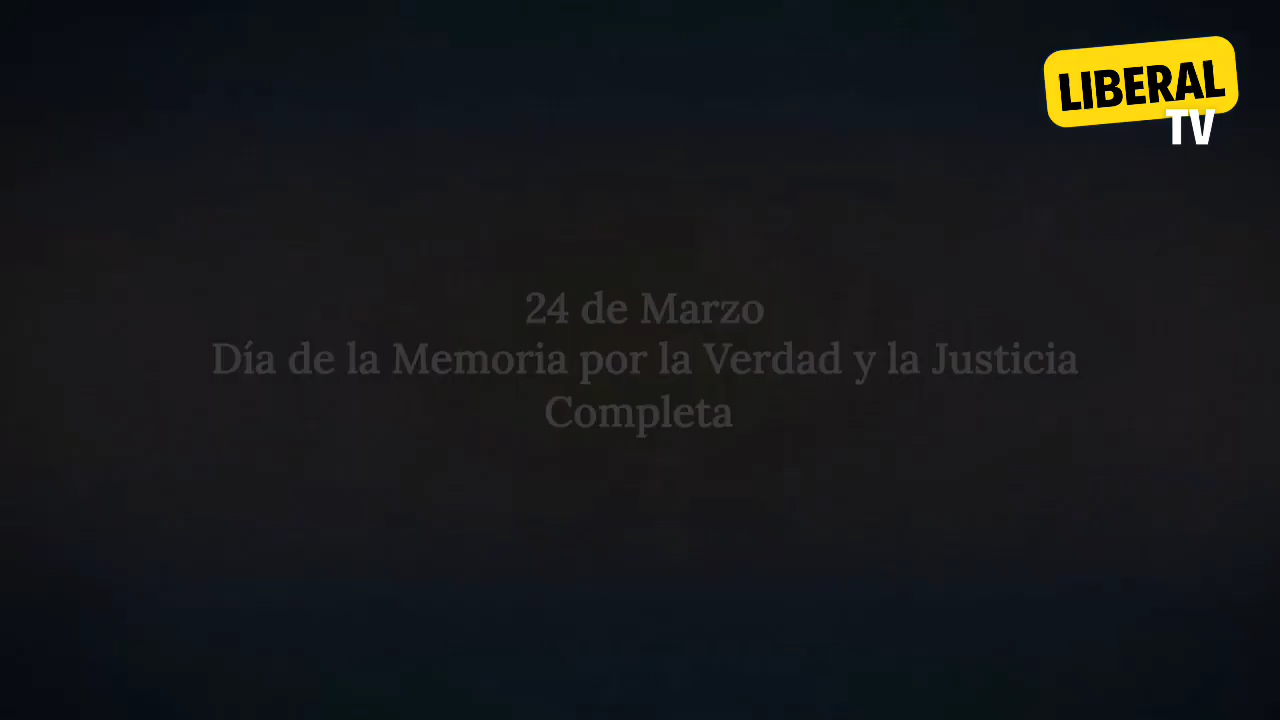 LIBERAL
TV
24 de Marzo
Día de la Memoria por la Verdad y la Justicia
Completa